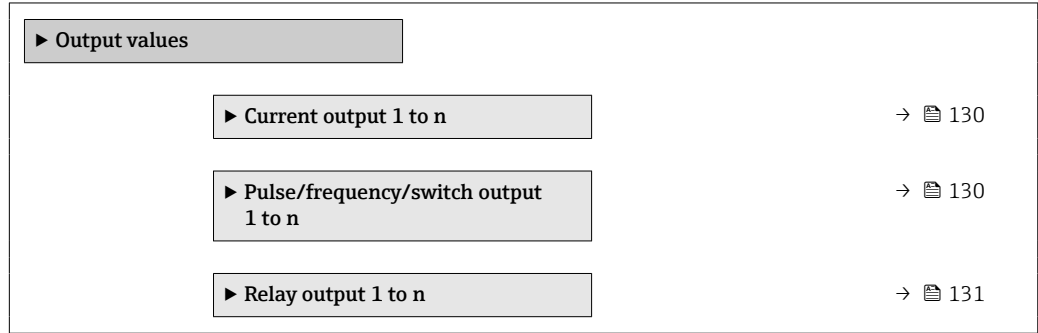 ► Output values
► Current output 1 to n → 130
► Pulse/frequency/switch output
1 to n → 130
► Relay output 1 to n → 131